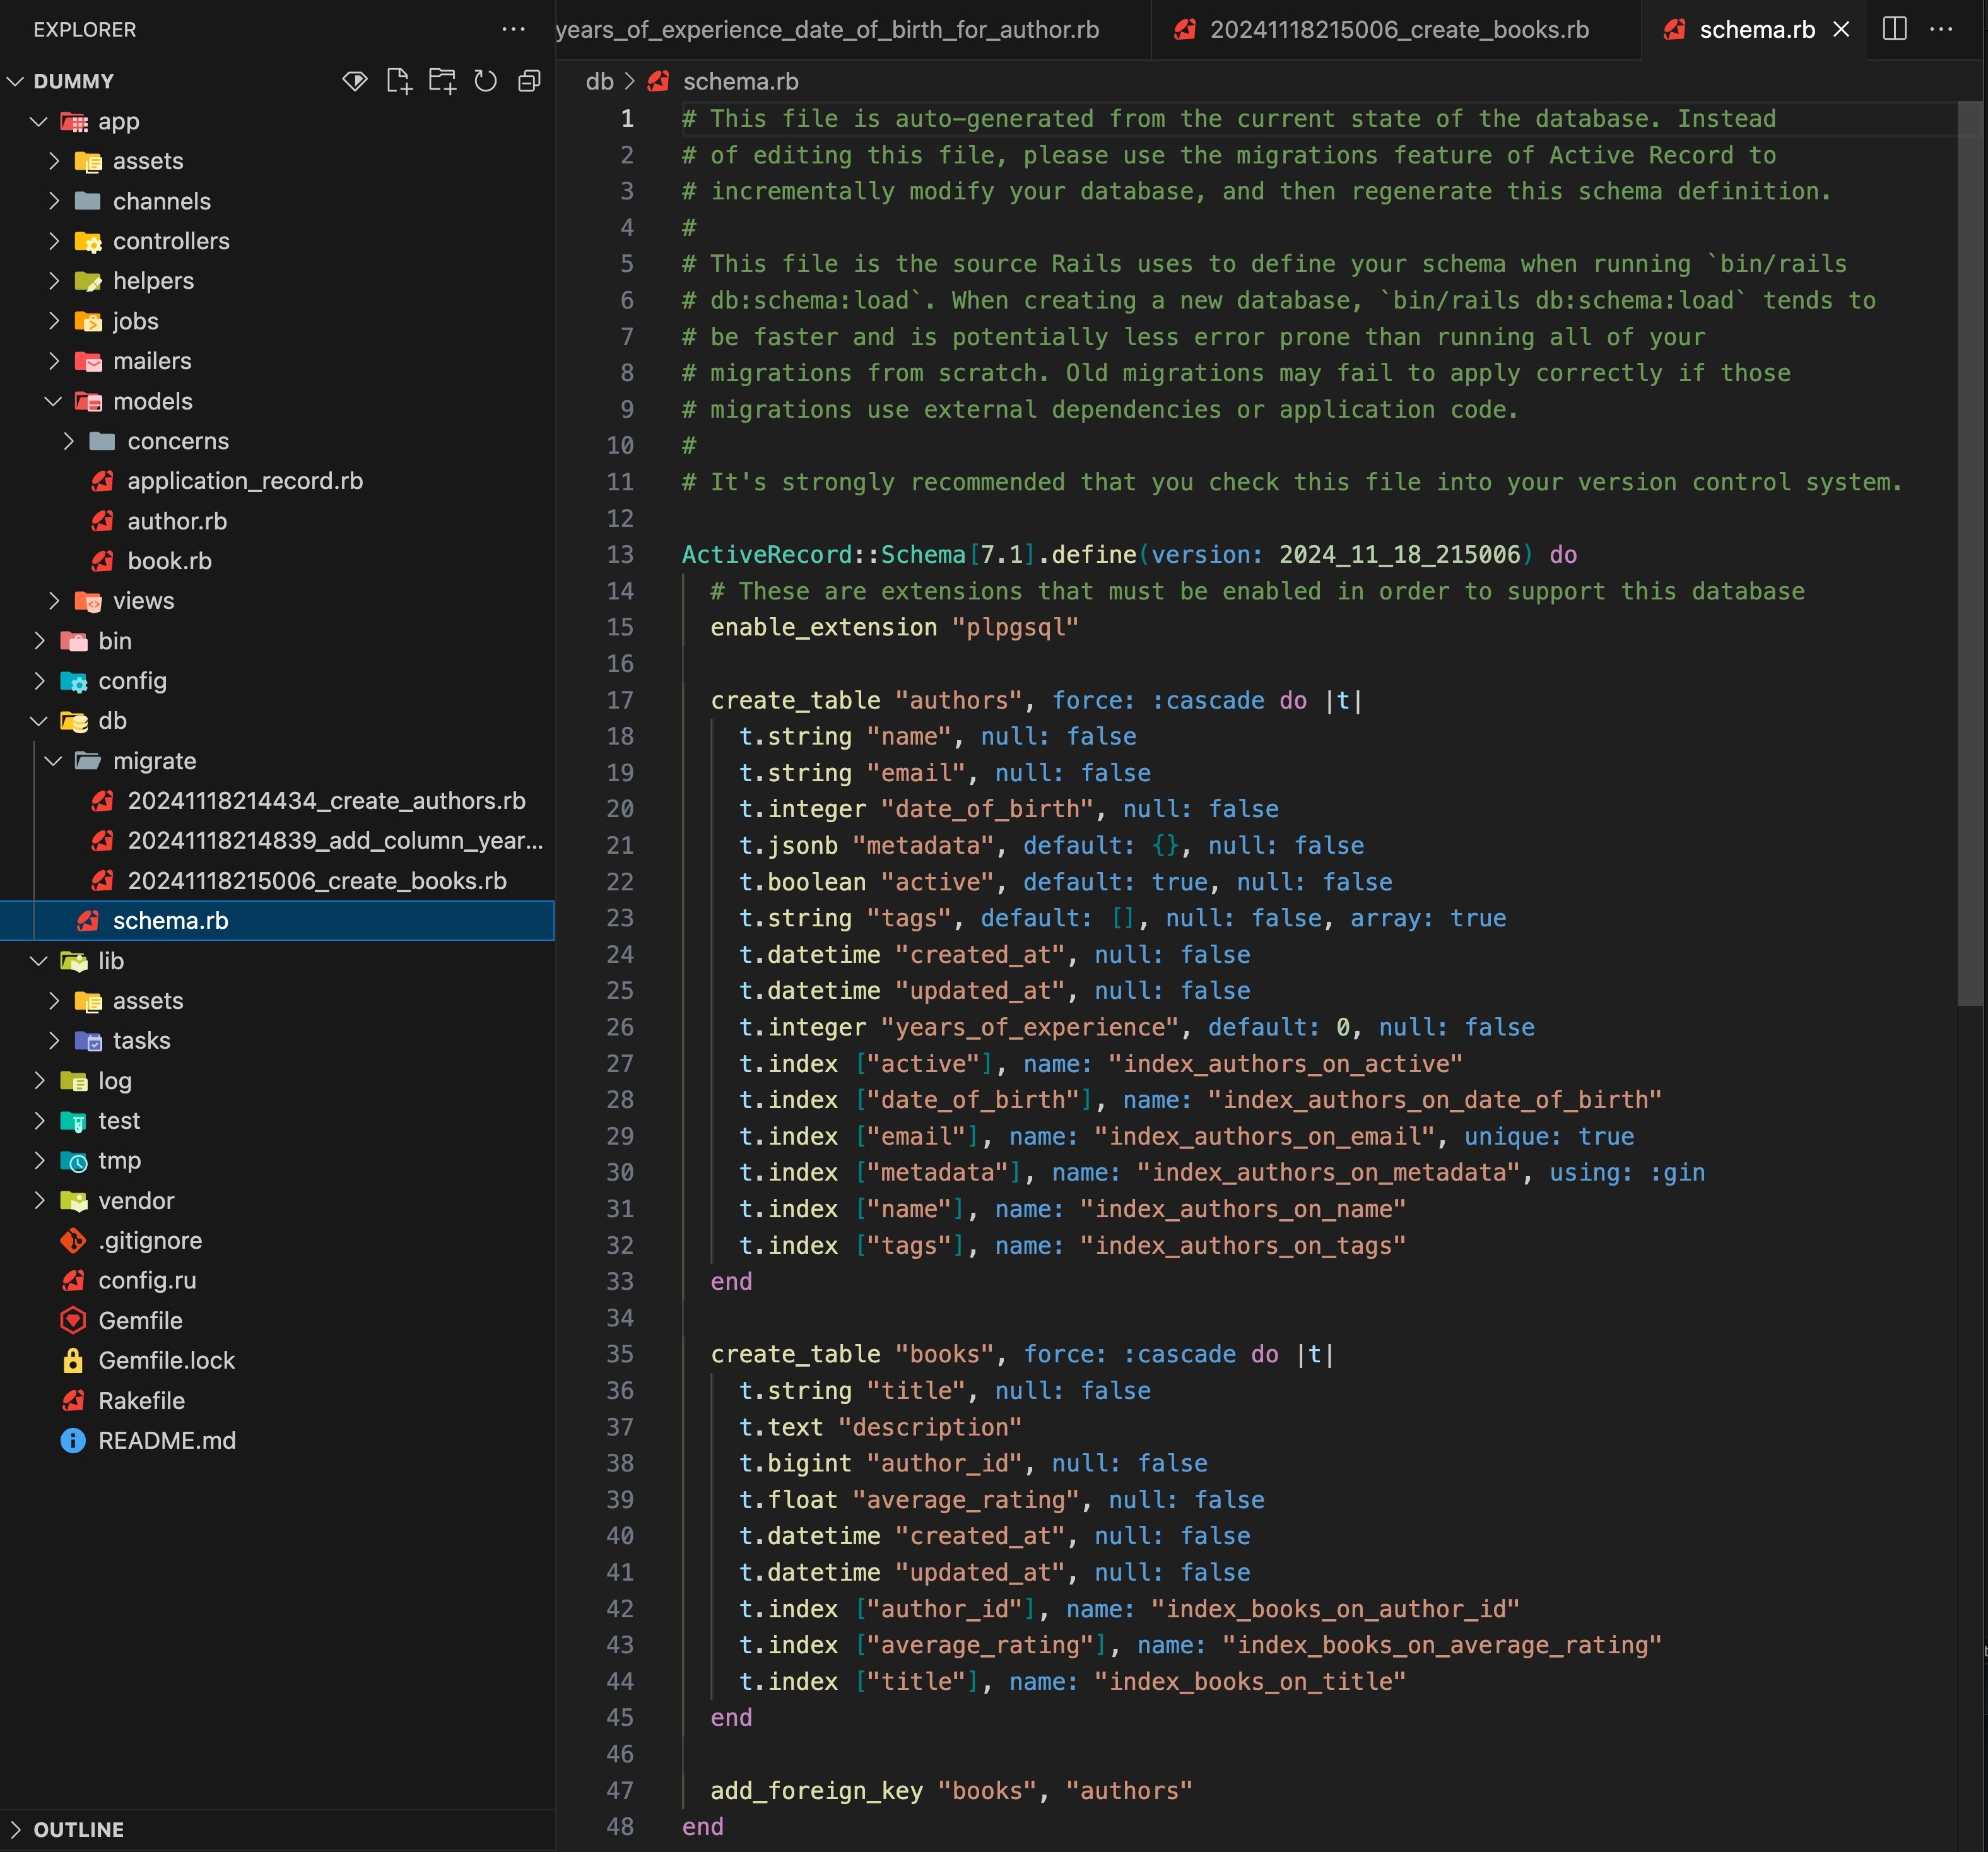 EXPLORER
DUMMY
app
assets
channels
controllers
helpers
jobs
mailers
models
concerns
application_record.rb
author.rb
book.rb
views
bin
config
db
migrate
20241118214434_create_authors.rb
20241118214839_add_column_year...
20241118215006_create_books.rb
schema.rb
lib
assets
tasks
log
test
tmp
vendor
.gitignore
config.ru
Gemfile
Gemfile.lock
Rakefile
README.md
OUTLINE
years_of_experience_date_of_birth_for_author.rb
20241118215006_create_books.rb
schema.rb
db > schema.rb
1 # This file is auto-generated from the current state of the database. Instead
2 # of editing this file, please use the migrations feature of Active Record to
3 # incrementally modify your database, and then regenerate this schema definition.
4 #
5 # This file is the source Rails uses to define your schema when running `bin/rails
6 # db:schema:load`. When creating a new database, `bin/rails db:schema:load` tends to
7 # be faster and is potentially less error prone than running all of your
8 # migrations from scratch. Old migrations may fail to apply correctly if those
9 # migrations use external dependencies or application code.
10 #
11 # It's strongly recommended that you check this file into your version control system.
12
13 ActiveRecord::Schema[7.1].define(version: 2024_11_18_215006) do
14 # These are extensions that must be enabled in order to support this database
15 enable_extension "plpgsql"
16
17 create_table "authors", force: :cascade do |t|
18 t.string "name", null: false
19 t.string "email", null: false
20 t.integer "date_of_birth", null: false
21 t.jsonb "metadata", default: {}, null: false
22 t.boolean "active", default: true, null: false
23 t.string "tags", default: [], null: false, array: true
24 t.datetime "created_at", null: false
25 t.datetime "updated_at", null: false
26 t.integer "years_of_experience", default: 0, null: false
27 t.index ["active"], name: "index_authors_on_active"
28 t.index ["date_of_birth"], name: "index_authors_on_date_of_birth"
29 t.index ["email"], name: "index_authors_on_email", unique: true
30 t.index ["metadata"], name: "index_authors_on_metadata", using: :gin
31 t.index ["name"], name: "index_authors_on_name"
32 t.index ["tags"], name: "index_authors_on_tags"
33 end
34
35 create_table "books", force: :cascade do |t|
36 t.string "title", null: false
37 t.text "description"
38 t.bigint "author_id", null: false
39 t.float "average_rating", null: false
40 t.datetime "created_at", null: false
41 t.datetime "updated_at", null: false
42 t.index ["author_id"], name: "index_books_on_author_id"
43 t.index ["average_rating"], name: "index_books_on_average_rating"
44 t.index ["title"], name: "index_books_on_title"
45 end
46
47 add_foreign_key "books", "authors"
48 end